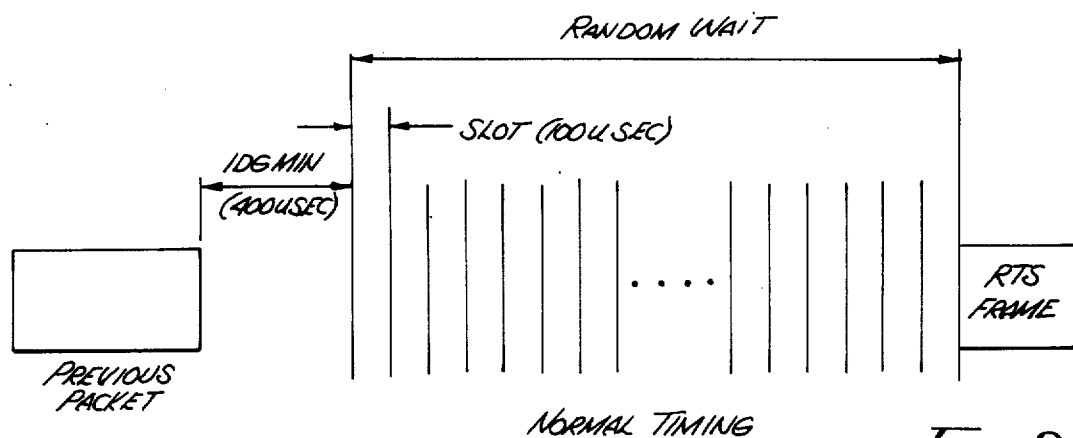 RANDOM WAIT
SLOT (100USEC)
IDGMIN
(400USEC)
. . . .
RTS
FRAME
PREVIOUS
PACKET
NORMAL TIMING